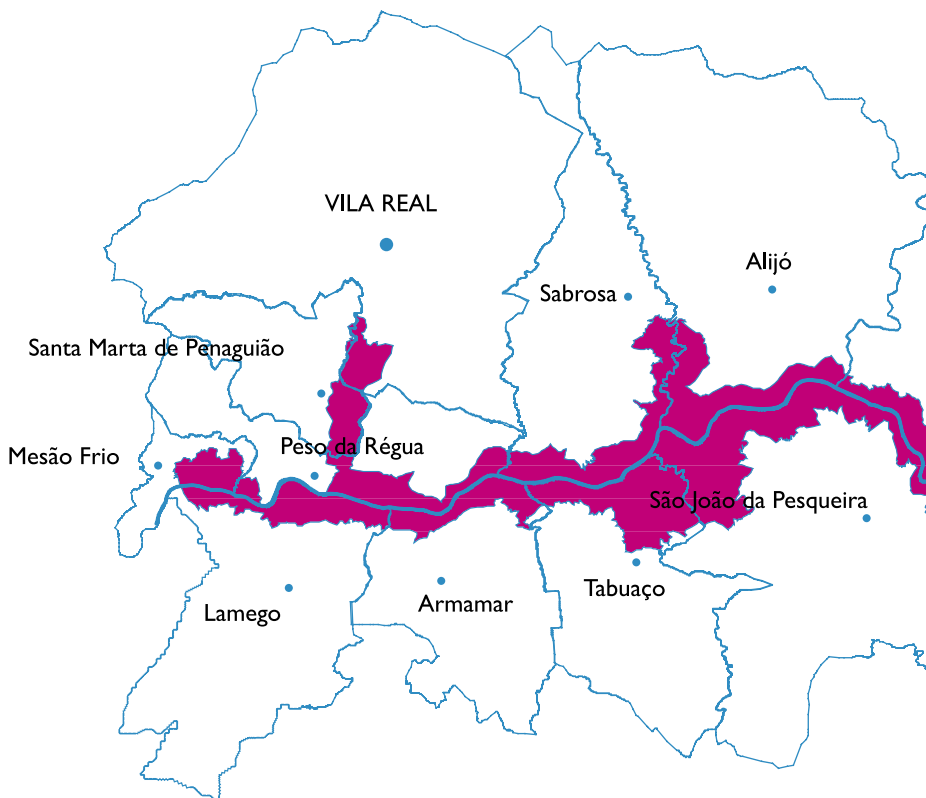 VILA REAL
Alijó
Sabrosa
Santa Marta de Penaguião
Peso da Régua
Mesão Frio
São João da Pesqueira
Tabuaço
Armamar
Lamego